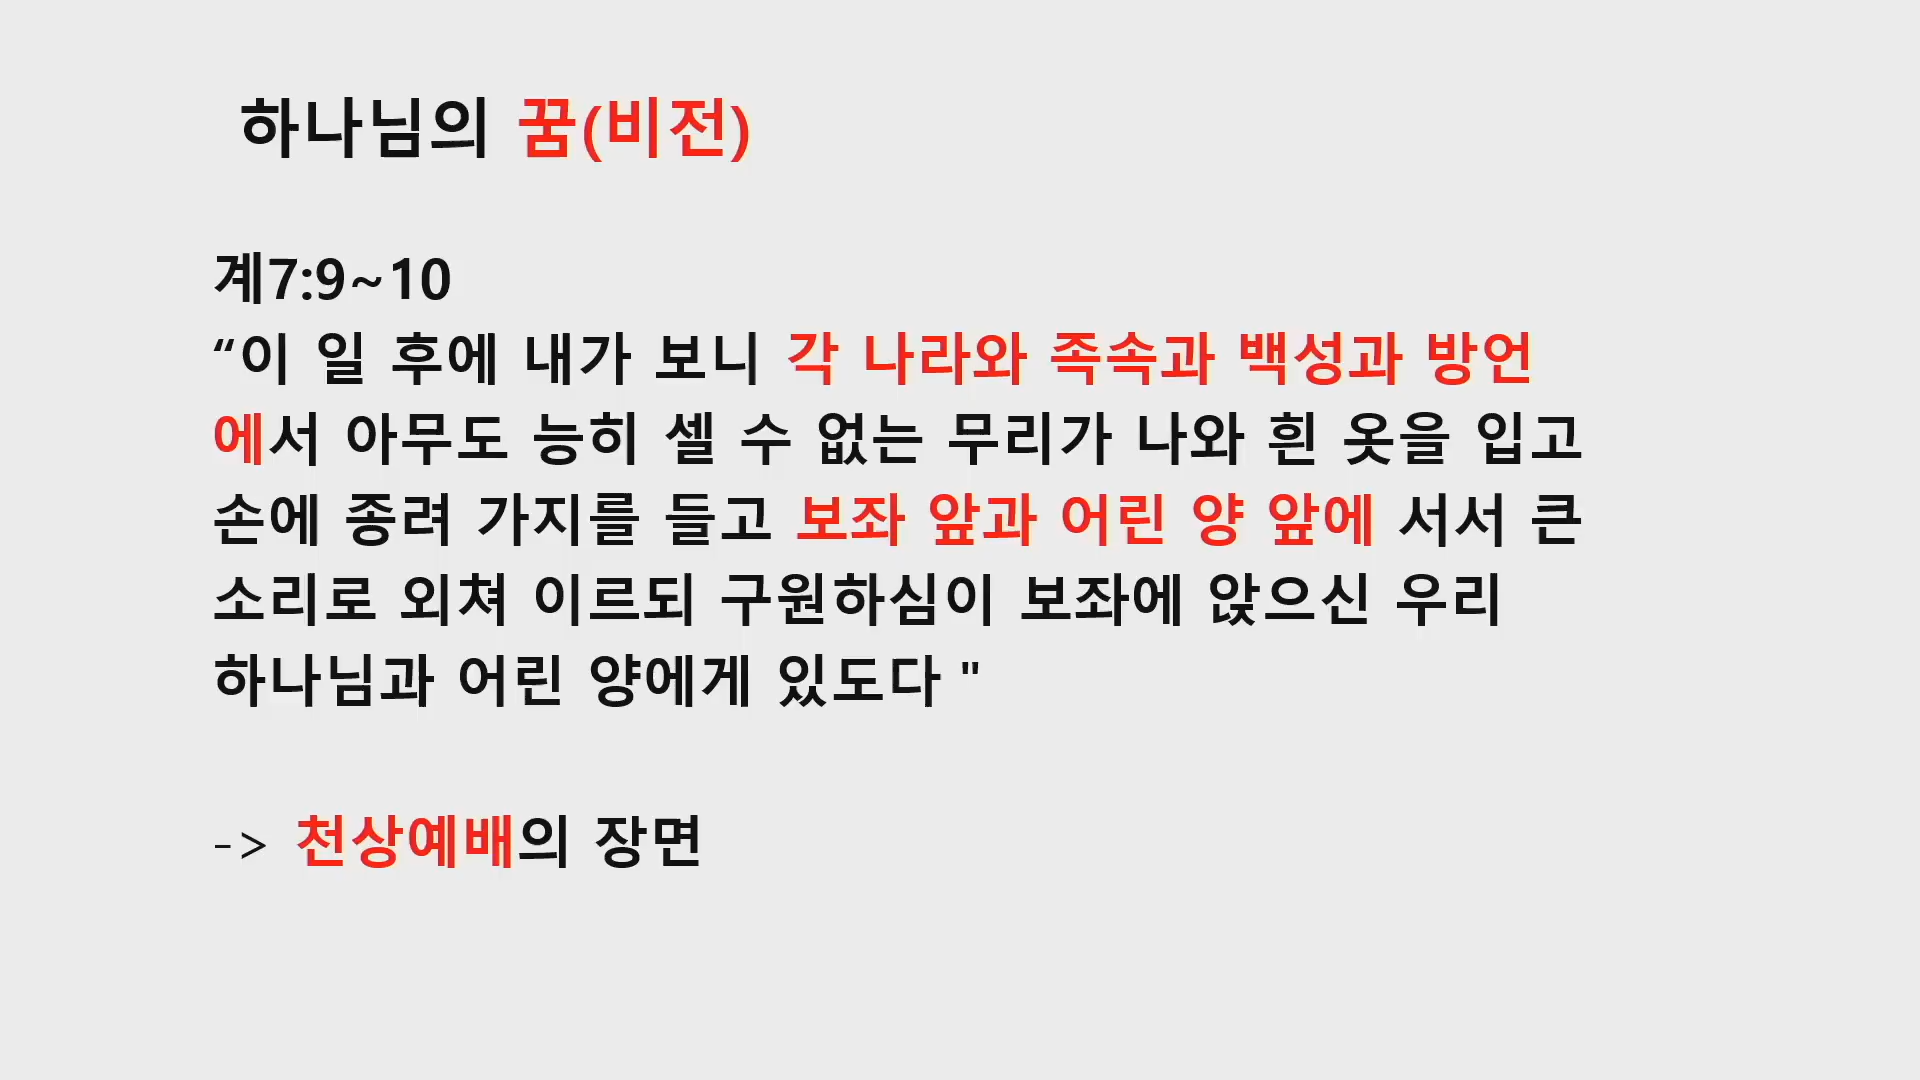 하나님의 꿈(비전)
계7:9~10
“이 일 후에 내가 보니 각 나라와 족속과 백성과 방언
에서 아무도 능히 셀 수 없는 무리가 나와 흰 옷을 입고
손에 종려 가지를 들고 보좌 앞과 어린 양 앞에 서서 큰
소리로 외쳐 이르되 구원하심이 보좌에 앉으신 우리
하나님과 어린 양에게 있도다 "
-> 천상예배의 장면